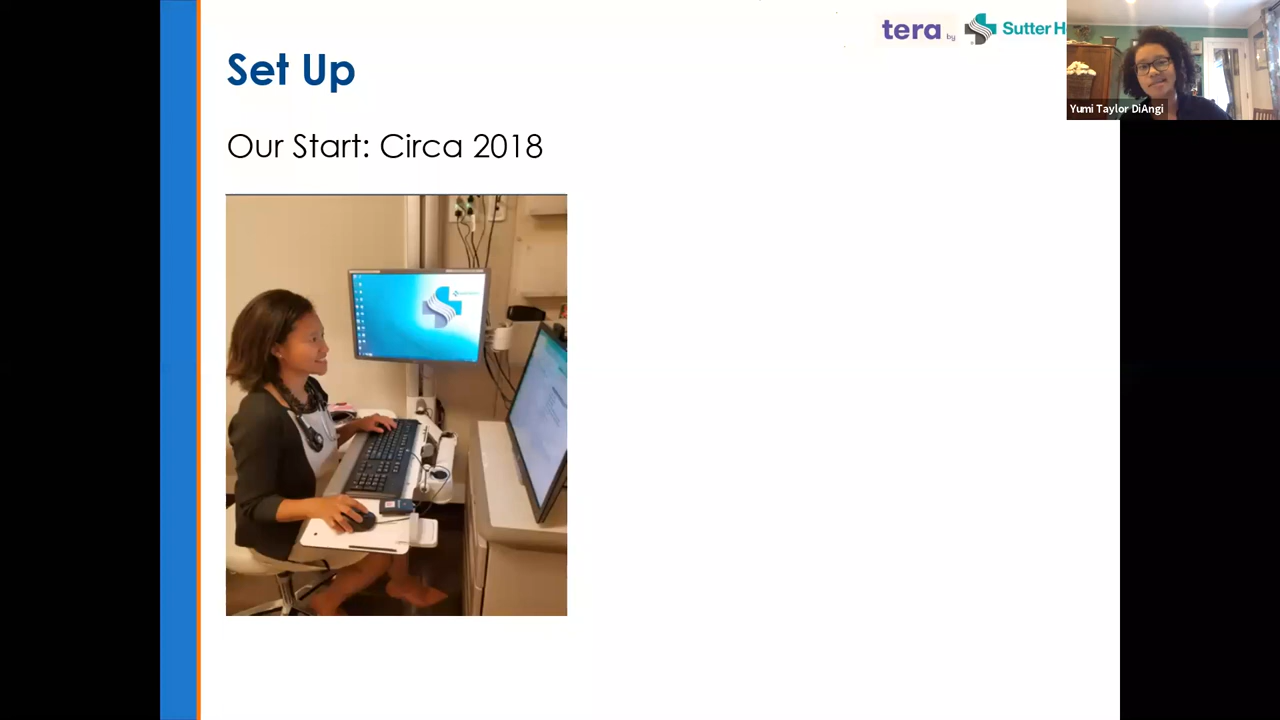 tera by Sutter H
Set Up
Yumi Taylor DiAngi
Our Start: Circa 2018